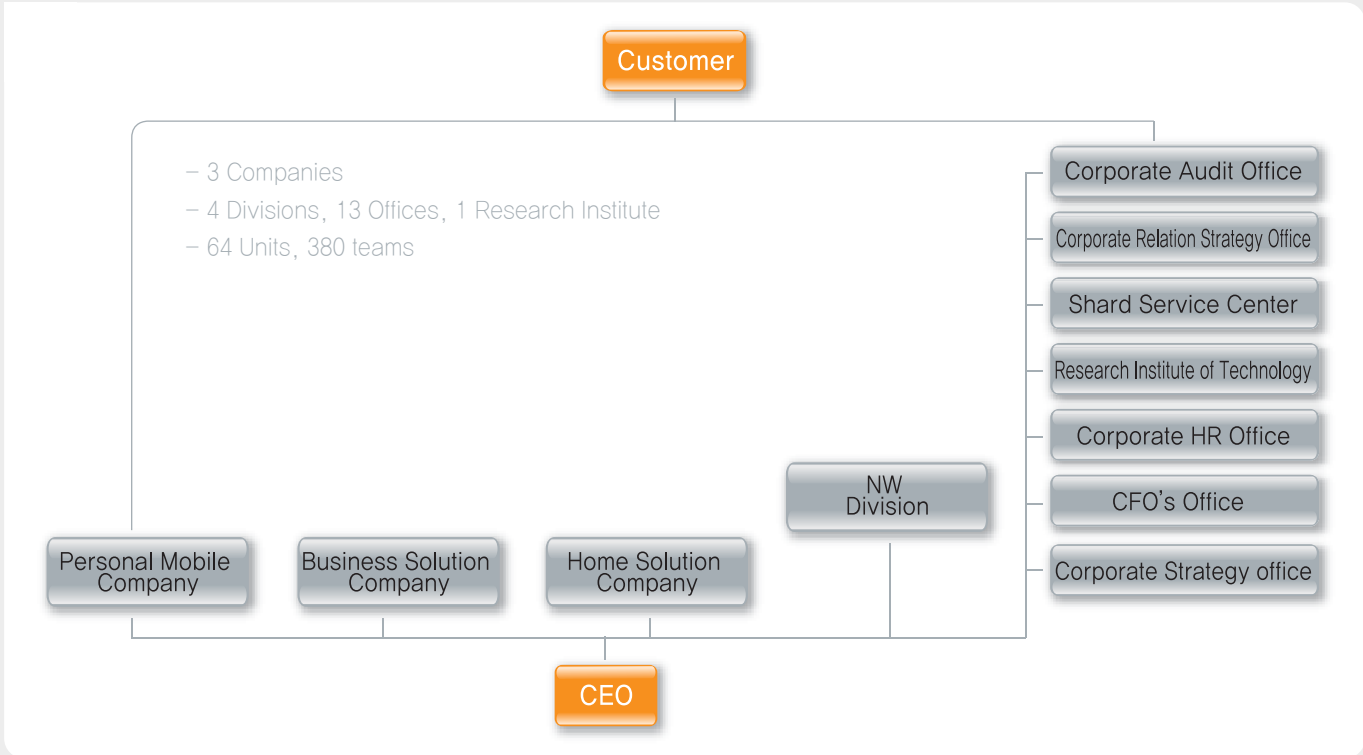 Customer
– 3 Companies
– 4 Divisions, 13 Offices, 1 Research Institute
– 64 Units, 380 teams
Corporate Audit Office
Corporate Relation Strategy Office
Shard Service Center
Research Institute of Technology
Corporate HR Office
CFO's Office
Corporate Strategy office
NW
Division
Personal Mobile
Company
Business Solution
Company
Home Solution
Company
CEO